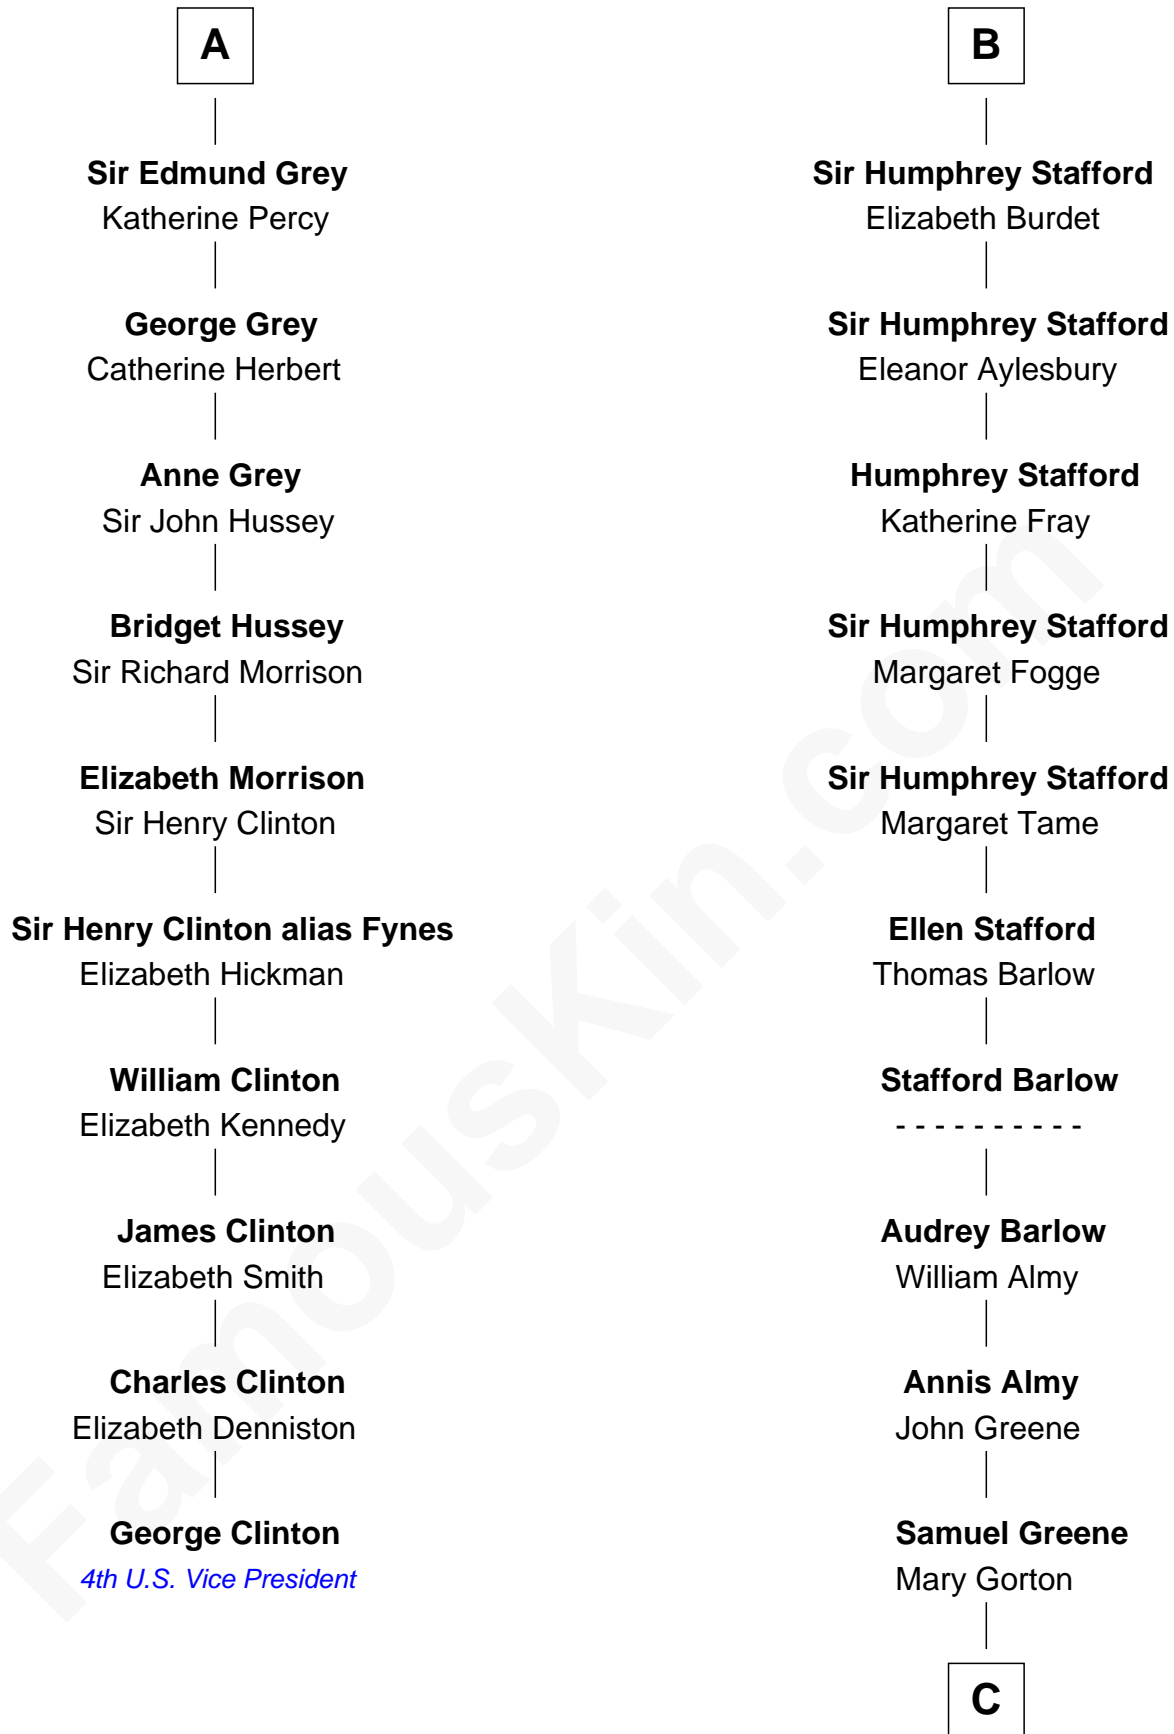 A
Sir Edmund Grey
Katherine Percy
George Grey
Catherine Herbert
Anne Grey
Sir John Hussey
Bridget Hussey
Sir Richard Morrison
Elizabeth Morrison
Sir Henry Clinton
Sir Henry Clinton alias Fynes
Elizabeth Hickman
William Clinton
Elizabeth Kennedy
James Clinton
Elizabeth Smith
Charles Clinton
Elizabeth Denniston
George Clinton
4th U.S. Vice President
B
Sir Humphrey Stafford
Elizabeth Burdet
Sir Humphrey Stafford
Eleanor Aylesbury
Humphrey Stafford
Katherine Fray
Sir Humphrey Stafford
Margaret Fogge
Sir Humphrey Stafford
Margaret Tame
Ellen Stafford
Thomas Barlow
Stafford Barlow
- - - - - - - - - -
Audrey Barlow
William Almy
Annis Almy
John Greene
Samuel Greene
Mary Gorton
C
FamousKin.com